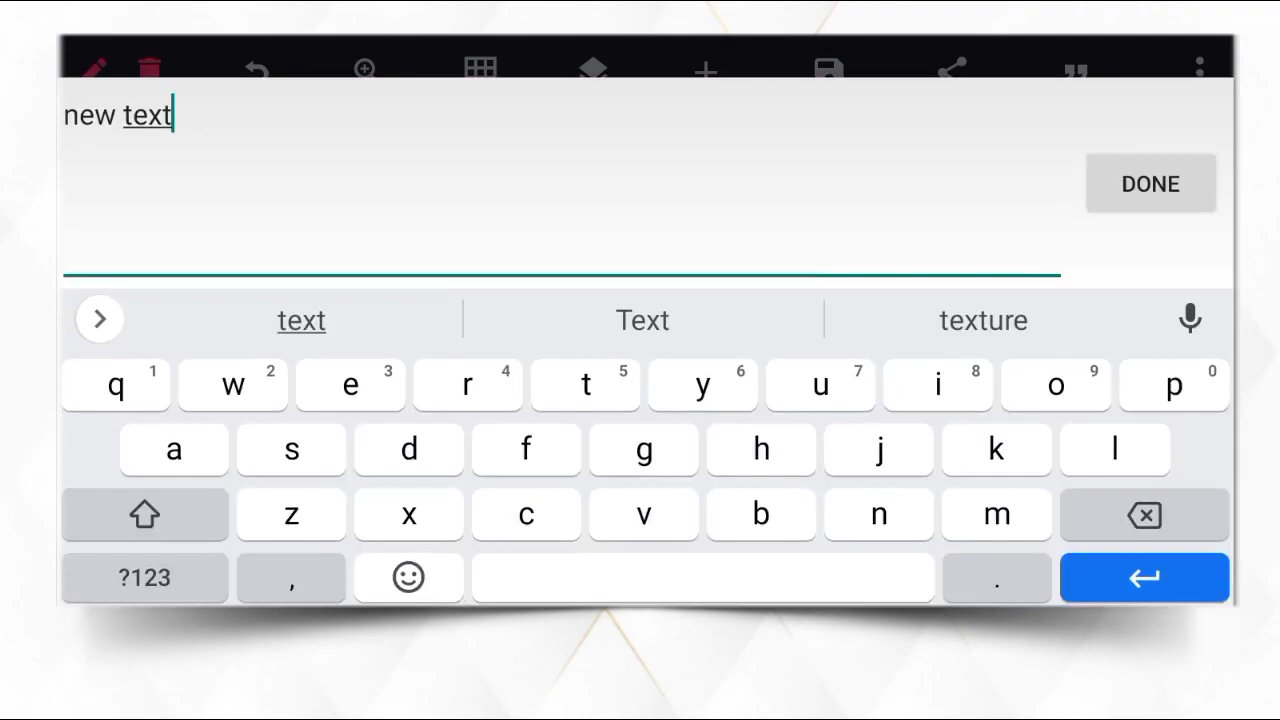 new text
DONE
text Text texture
q 1 w 2 e 3 r 4 t 5 y 6 u 7 i 8 o 9 p 0
a s d f g h j k l
z x c v b n m
?123 , .